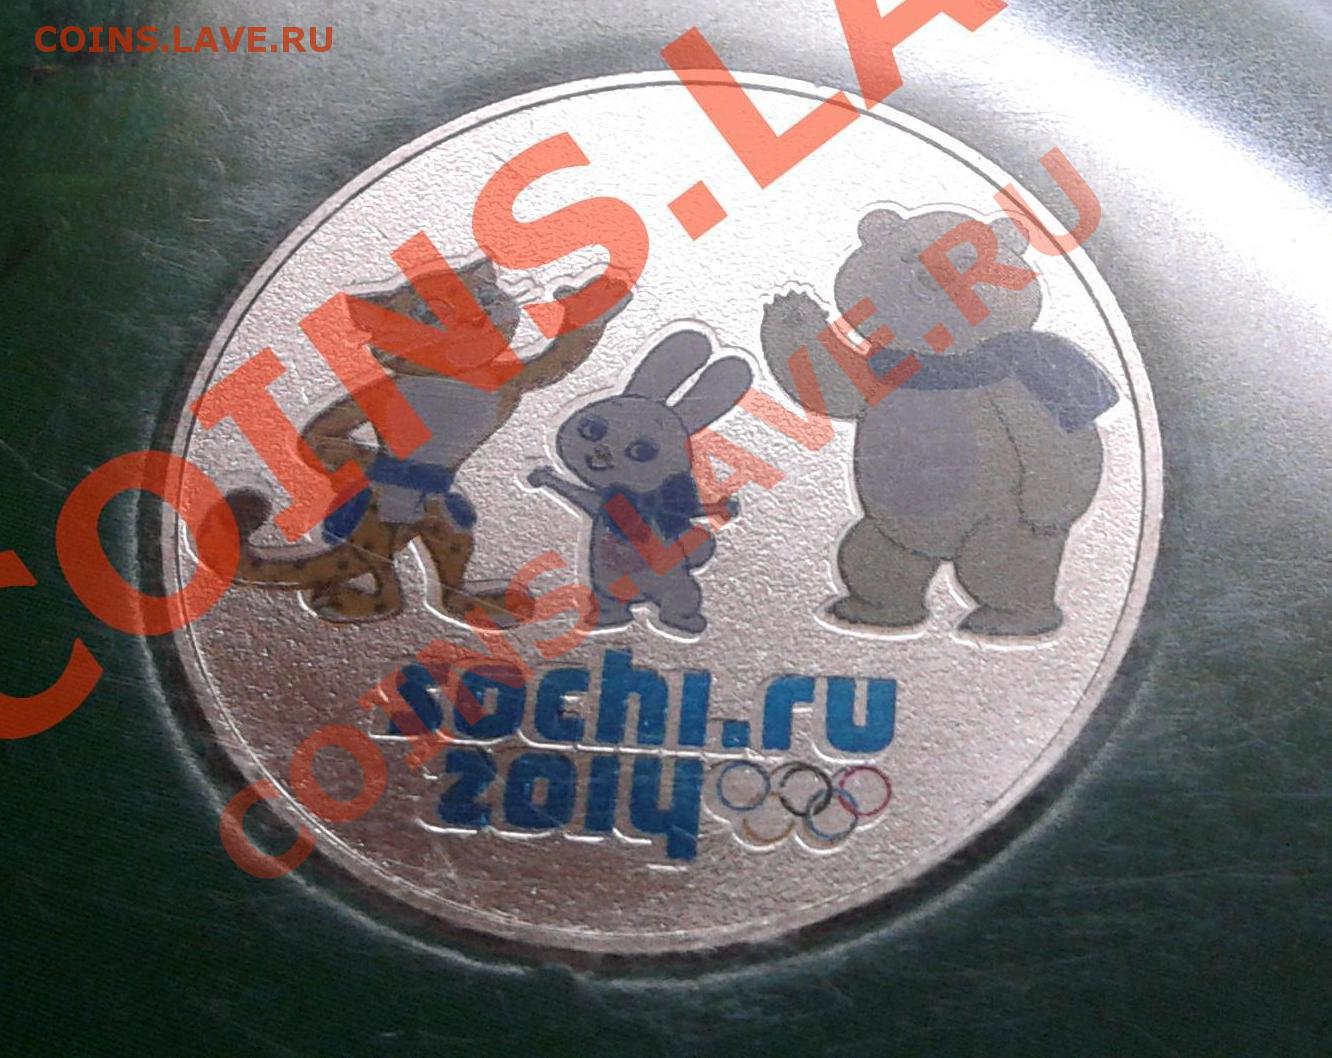 COINS.LAVE.RU
COINS.LA
COINS.LAVE.RU
sochi.ru
2014